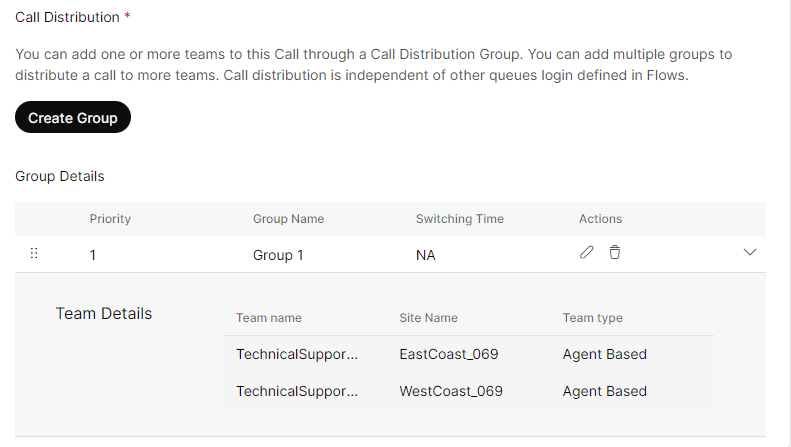 Call Distribution *
You can add one or more teams to this Call through a Call Distribution Group. You can add multiple groups to
distribute a call to more teams. Call distribution is independent of other queues login defined in Flows.
Create Group
Group Details
Priority Group Name Switching Time Actions
1 Group 1 NA
Team Details
Team name Site Name Team type
TechnicalSuppor... EastCoast_069 Agent Based
TechnicalSuppor... WestCoast_069 Agent Based